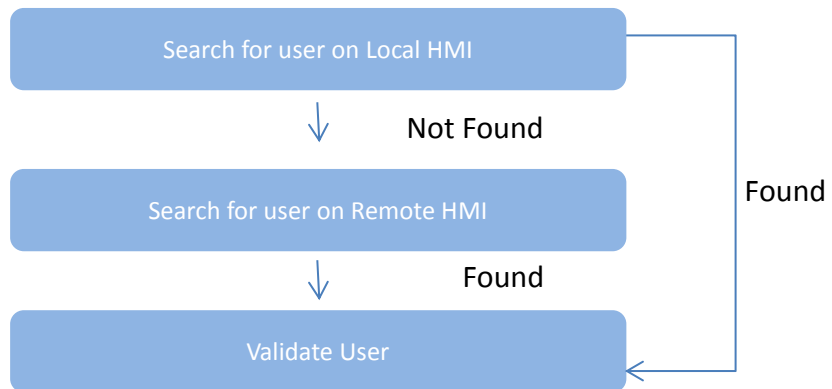 Search for user on Local HMI
Not Found
Found
Search for user on Remote HMI
Found
Validate User